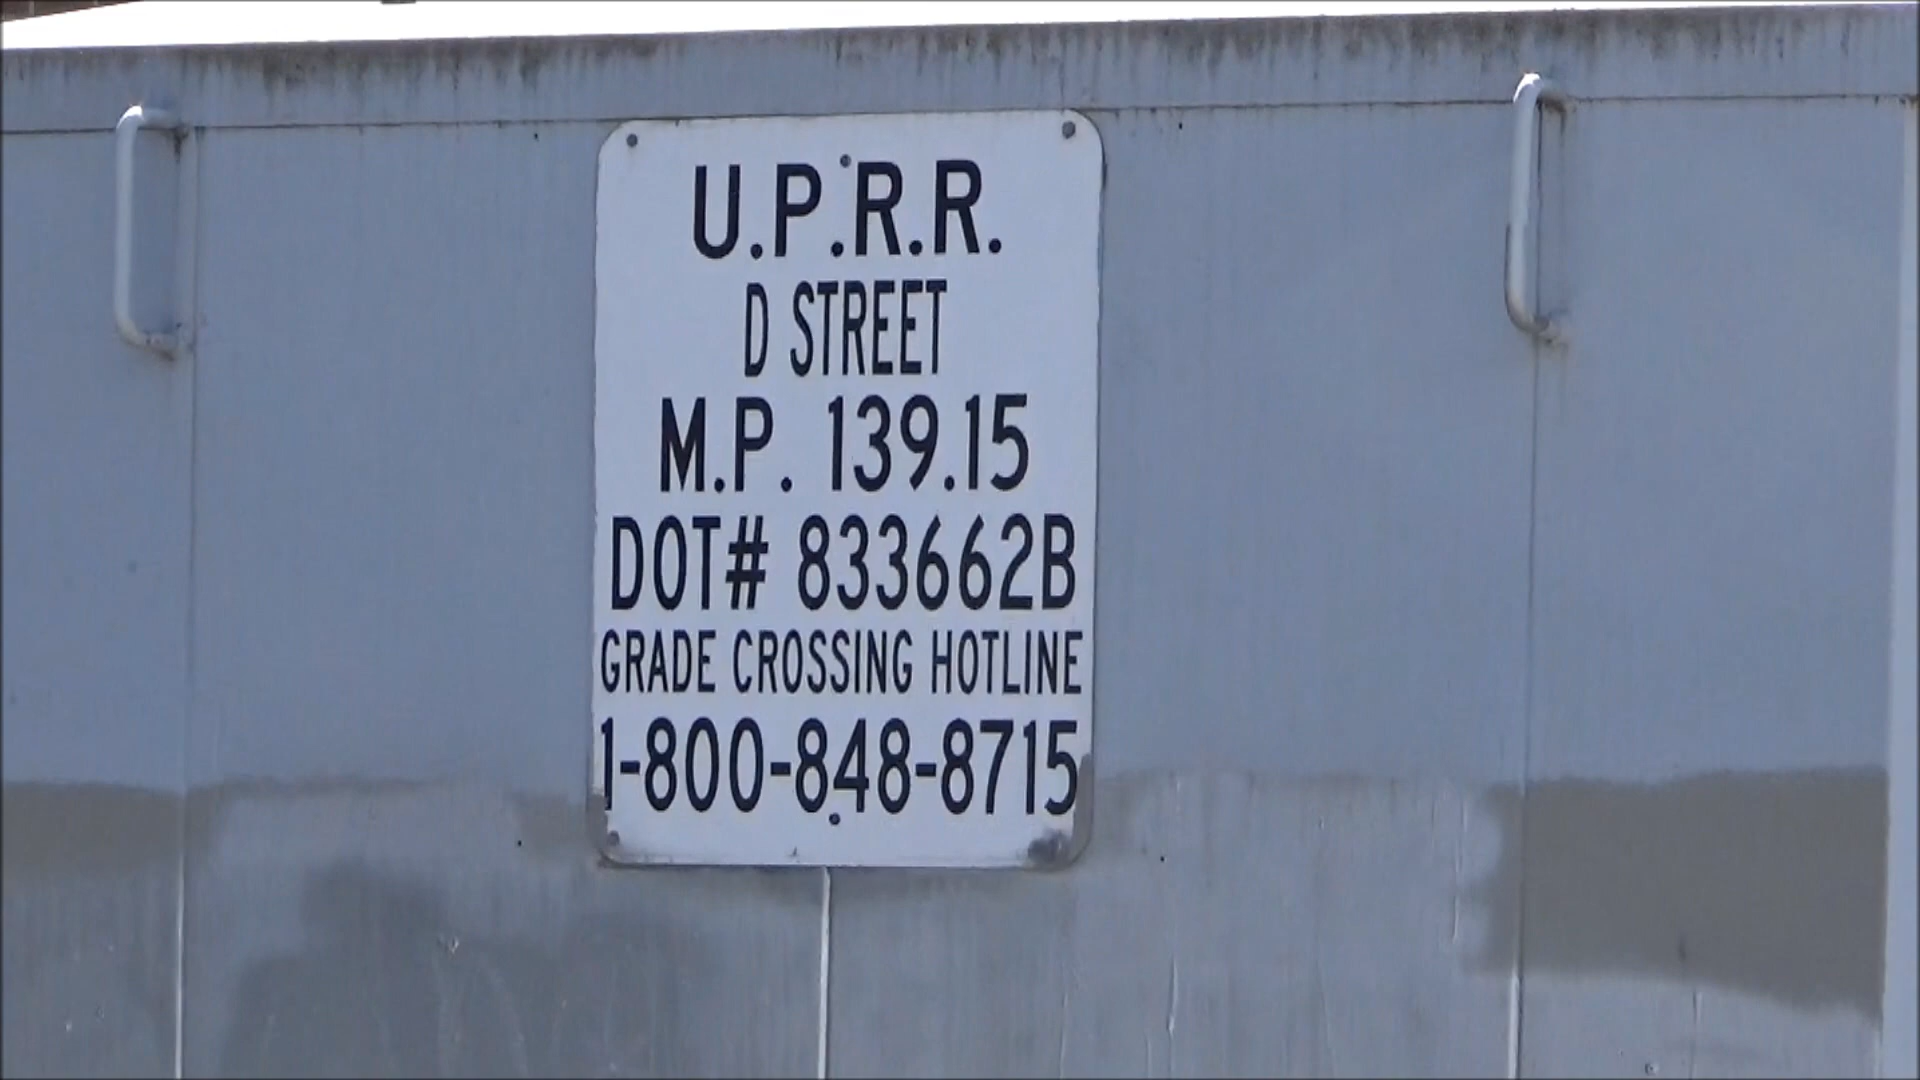 U.P.R.R.
D STREET
M.P. 139.15
DOT# 833662B
GRADE CROSSING HOTLINE
1-800-848-8715